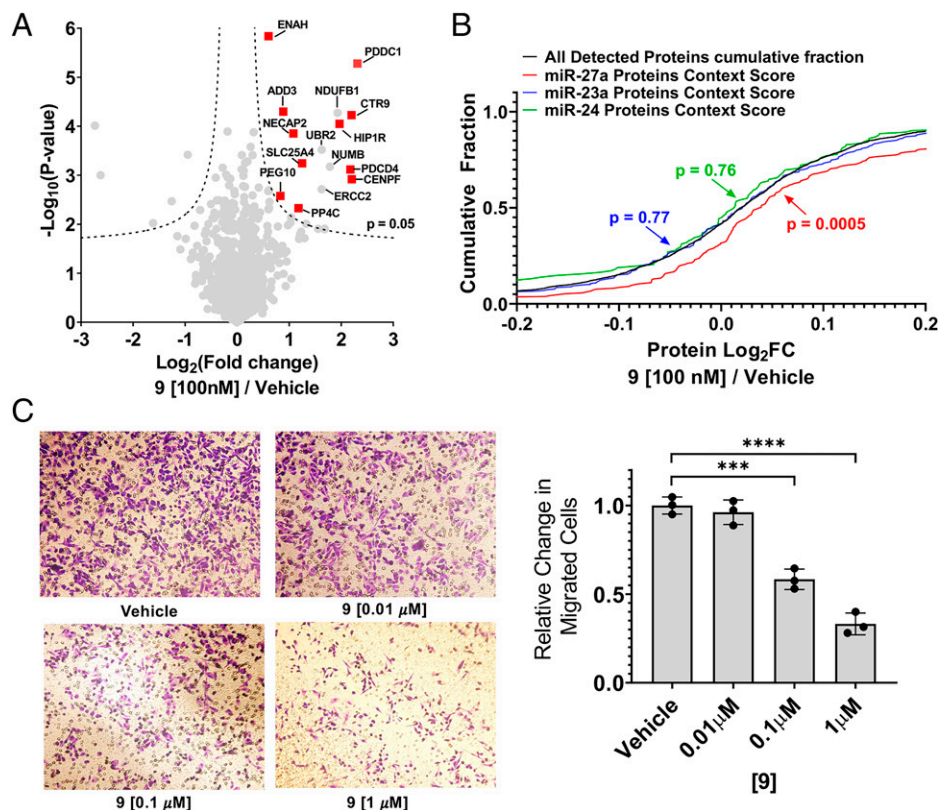 A
6
5
4
3
2
1
0
-Log10(P-value)
ENAH
PDDC1
NDUFB1
ADD3
CTR9
NECAP2
UBR2
HIP1R
SLC25A4
NUMB
PDCD4
PEG10
CENPF
ERCC2
PP4C
p = 0.05
-3 -2 -1 0 1 2 3
Log2(Fold change)
9 [100nM] / Vehicle
B
All Detected Proteins cumulative fraction
miR-27a Proteins Context Score
miR-23a Proteins Context Score
miR-24 Proteins Context Score
1.0
0.5
0.0
Cumulative Fraction
p = 0.76
p = 0.77
p = 0.0005
-0.2 -0.1 0.0 0.1 0.2
Protein Log2FC
9 [100 nM] / Vehicle
C
Vehicle
9 [0.01 µM]
9 [0.1 µM]
9 [1 µM]
Relative Change in
Migrated Cells
1.0
0.5
0.0
****
***
Vehicle
0.01µM
0.1µM
1µM
[9]